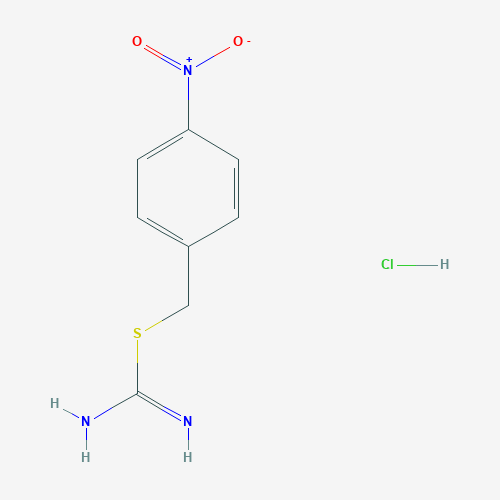 O N + O -
Cl H
S
H N N
H H